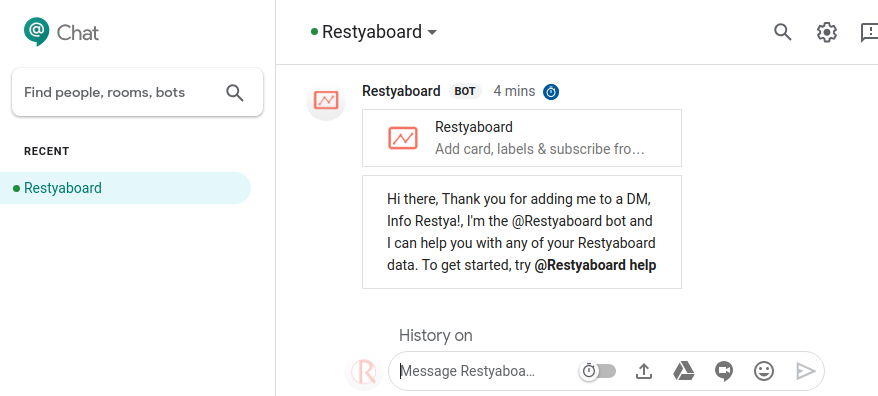 Chat
Find people, rooms, bots
RECENT
Restyaboard
Restyaboard
Restyaboard BOT 4 mins
Restyaboard
Add card, labels & subscribe fro...
Hi there, Thank you for adding me to a DM,
Info Restya!, I'm the @Restyaboard bot and
I can help you with any of your Restyaboard
data. To get started, try @Restyaboard help
History on
R
Message Restyaboa...